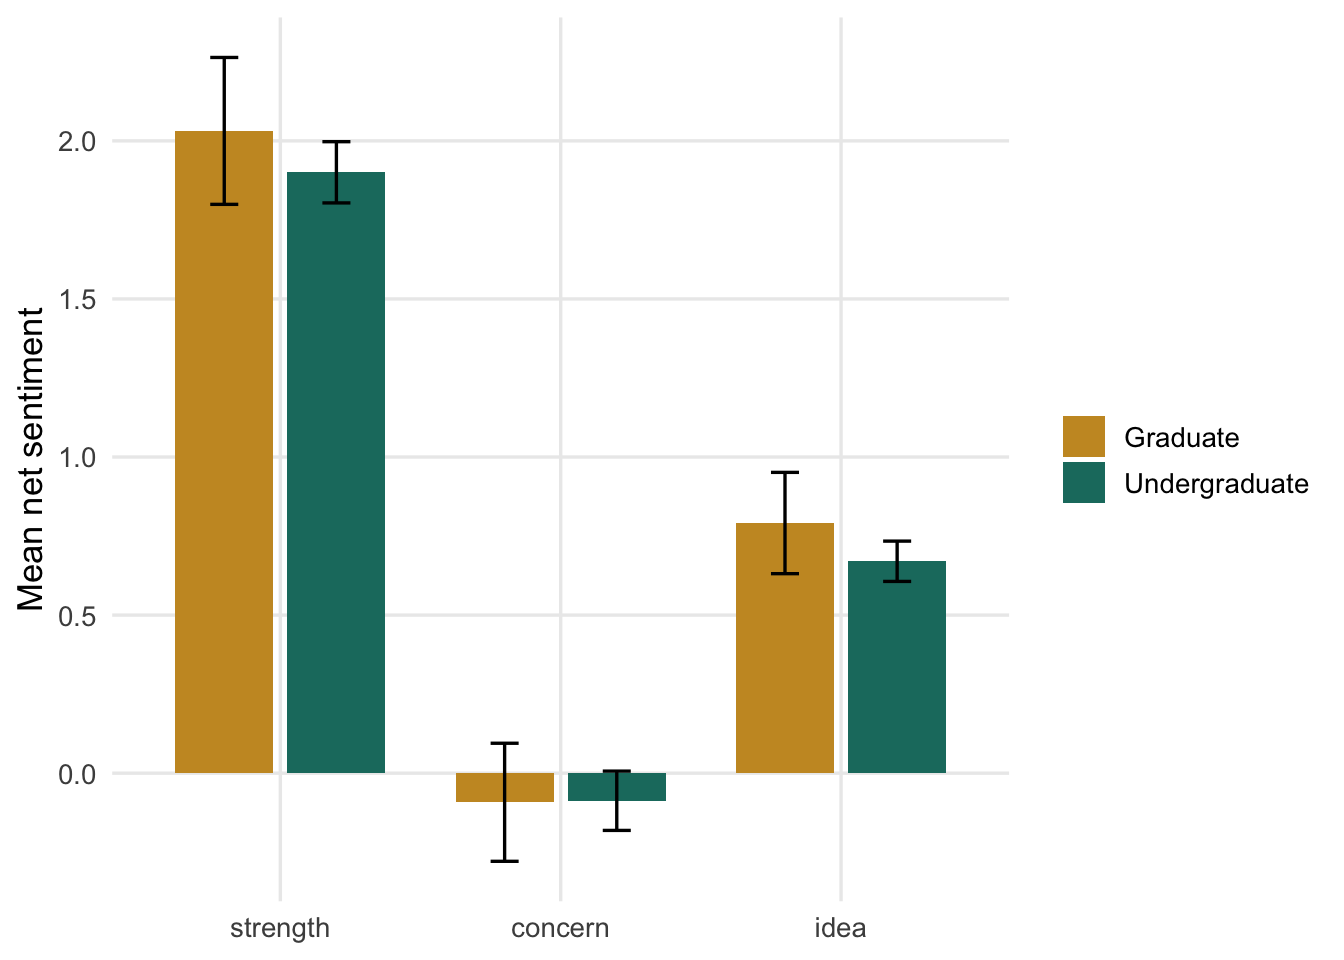 Mean net sentiment
2.0
1.5
1.0
0.5
0.0
strength
concern
idea
Graduate
Undergraduate